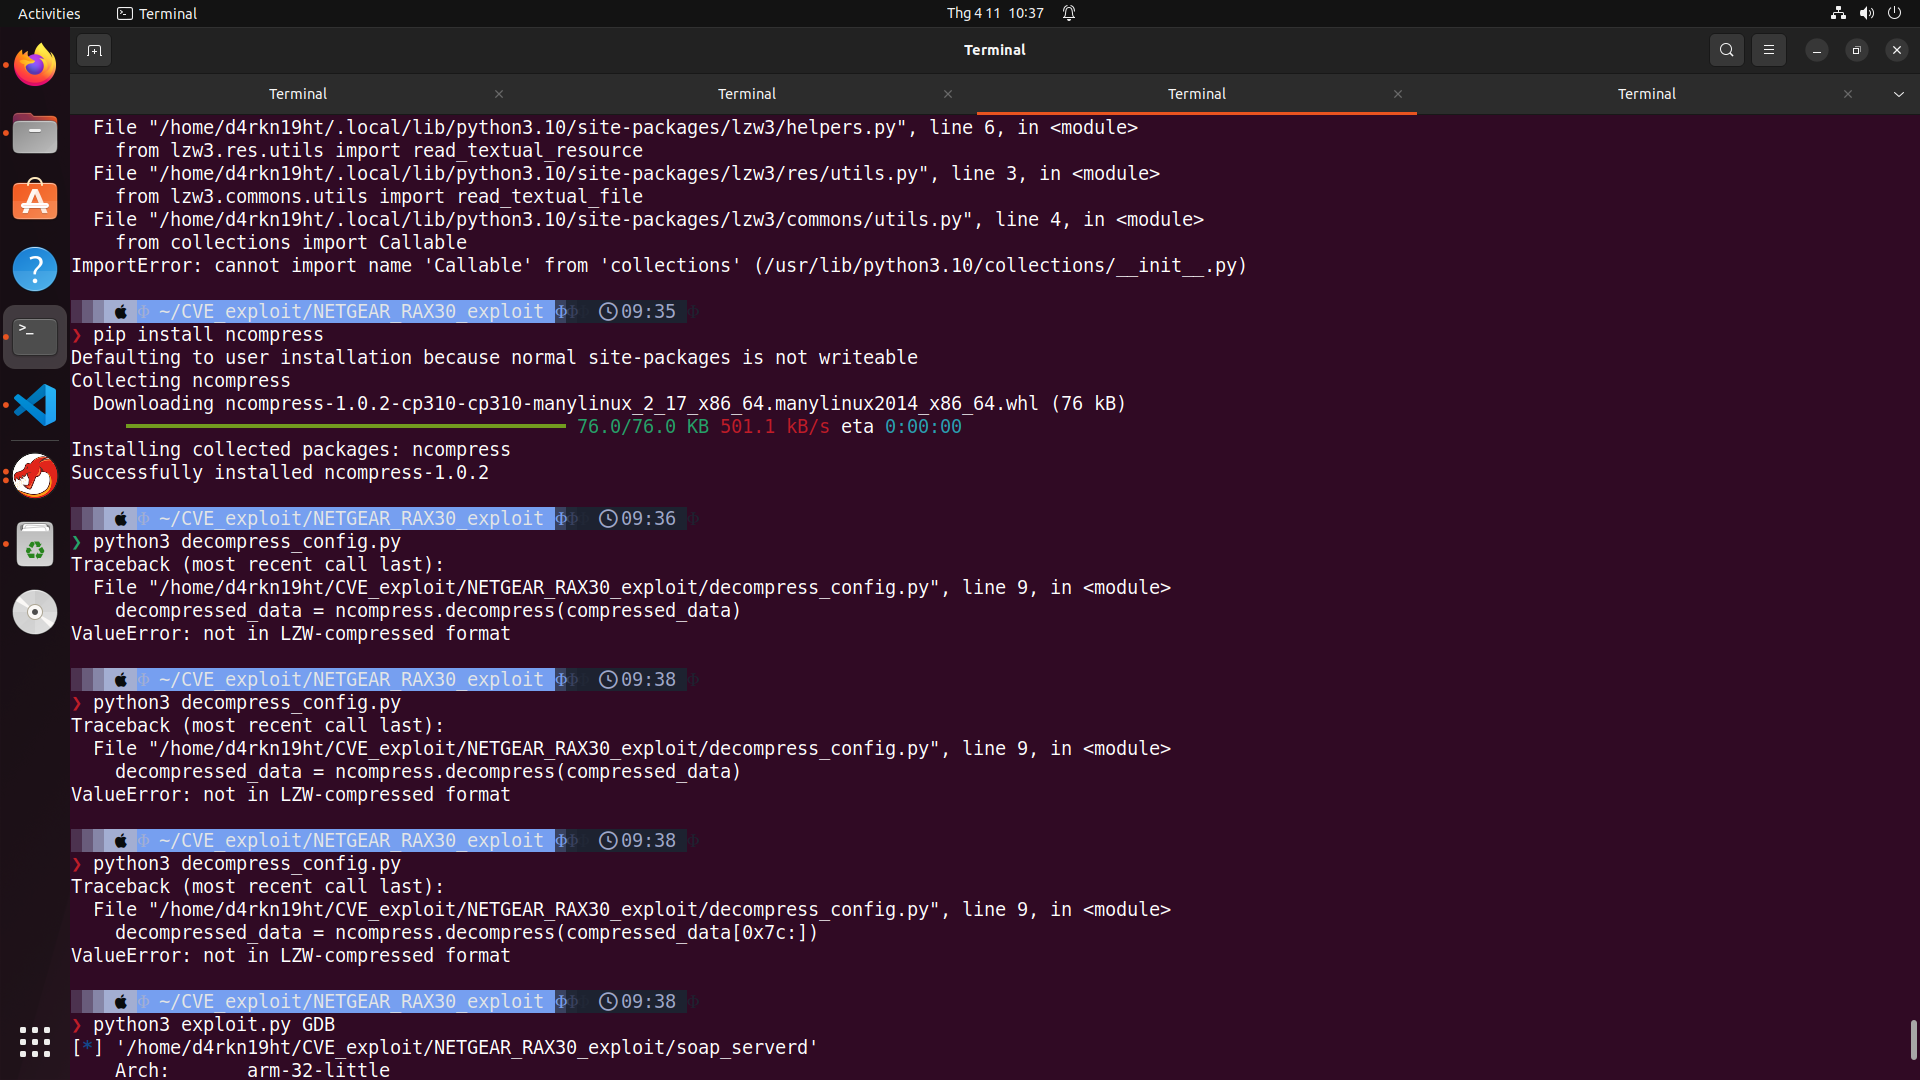 Activities
Terminal
Thg 4 11 10:37
Terminal
Terminal
Terminal
Terminal
Terminal
File "/home/d4rkn19ht/.local/lib/python3.10/site-packages/lzw3/helpers.py", line 6, in <module>
from lzw3.res.utils import read_textual_resource
File "/home/d4rkn19ht/.local/lib/python3.10/site-packages/lzw3/res/utils.py", line 3, in <module>
from lzw3.commons.utils import read_textual_file
File "/home/d4rkn19ht/.local/lib/python3.10/site-packages/lzw3/commons/utils.py", line 4, in <module>
from collections import Callable
ImportError: cannot import name 'Callable' from 'collections' (/usr/lib/python3.10/collections/__init__.py)
~/CVE_exploit/NETGEAR_RAX30_exploit 09:35
❯ pip install ncompress
Defaulting to user installation because normal site-packages is not writeable
Collecting ncompress
Downloading ncompress-1.0.2-cp310-cp310-manylinux_2_17_x86_64.manylinux2014_x86_64.whl (76 kB)
76.0/76.0 KB 501.1 kB/s eta 0:00:00
Installing collected packages: ncompress
Successfully installed ncompress-1.0.2
~/CVE_exploit/NETGEAR_RAX30_exploit 09:36
❯ python3 decompress_config.py
Traceback (most recent call last):
File "/home/d4rkn19ht/CVE_exploit/NETGEAR_RAX30_exploit/decompress_config.py", line 9, in <module>
decompressed_data = ncompress.decompress(compressed_data)
ValueError: not in LZW-compressed format
~/CVE_exploit/NETGEAR_RAX30_exploit 09:38
❯ python3 decompress_config.py
Traceback (most recent call last):
File "/home/d4rkn19ht/CVE_exploit/NETGEAR_RAX30_exploit/decompress_config.py", line 9, in <module>
decompressed_data = ncompress.decompress(compressed_data)
ValueError: not in LZW-compressed format
~/CVE_exploit/NETGEAR_RAX30_exploit 09:38
❯ python3 decompress_config.py
Traceback (most recent call last):
File "/home/d4rkn19ht/CVE_exploit/NETGEAR_RAX30_exploit/decompress_config.py", line 9, in <module>
decompressed_data = ncompress.decompress(compressed_data[0x7c:])
ValueError: not in LZW-compressed format
~/CVE_exploit/NETGEAR_RAX30_exploit 09:38
❯ python3 exploit.py GDB
[*] '/home/d4rkn19ht/CVE_exploit/NETGEAR_RAX30_exploit/soap_serverd'
Arch: arm-32-little